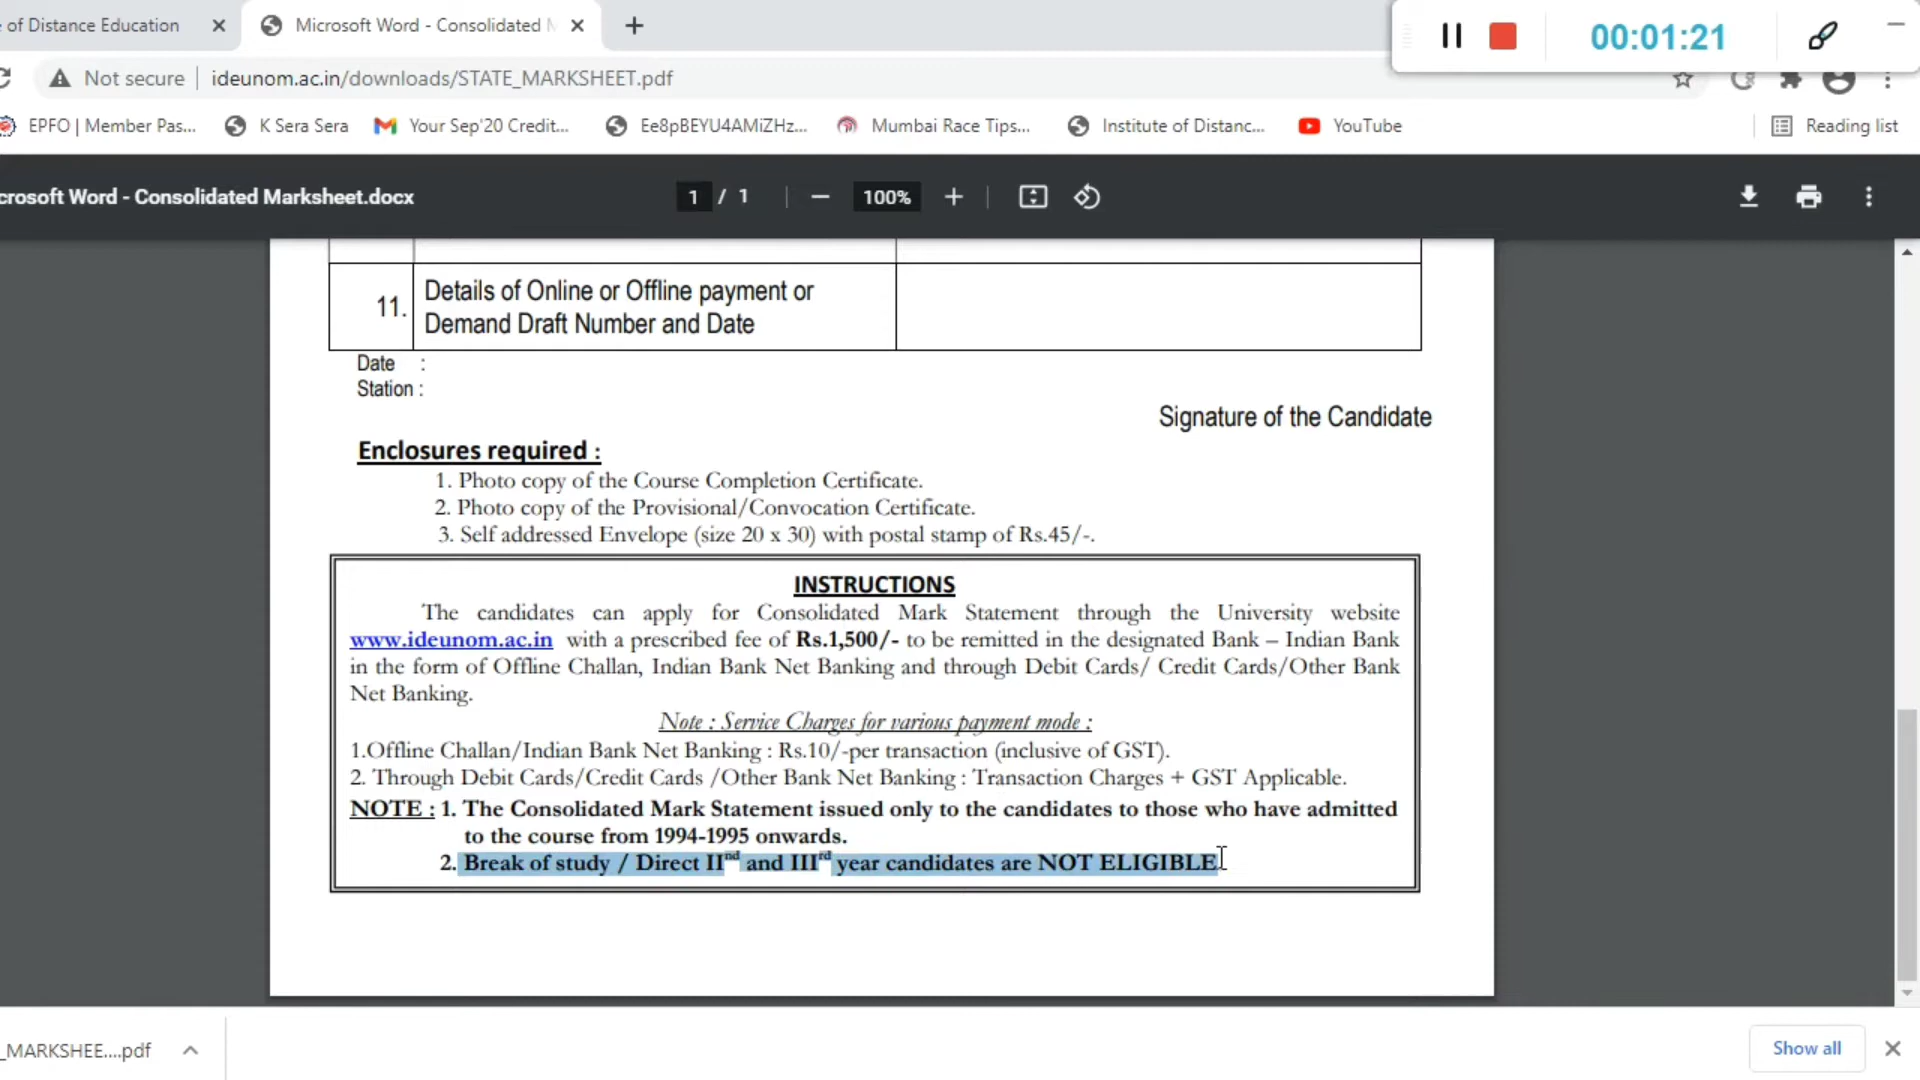 of Distance Education
Microsoft Word - Consolidated M
00:01:21
Not secure
ideunom.ac.in/downloads/STATE_MARKSHEET.pdf
EPFO | Member Pas...
K Sera Sera
Your Sep'20 Credit...
Ee8pBEYU4AMiZHz...
Mumbai Race Tips...
Institute of Distanc...
YouTube
Reading list
crosoft Word - Consolidated Marksheet.docx
1 / 1
100%
11. Details of Online or Offline payment or
Demand Draft Number and Date
Date :
Station :
Signature of the Candidate
Enclosures required :
1. Photo copy of the Course Completion Certificate.
2. Photo copy of the Provisional/Convocation Certificate.
3. Self addressed Envelope (size 20 x 30) with postal stamp of Rs.45/-.
INSTRUCTIONS
The candidates can apply for Consolidated Mark Statement through the University website
www.ideunom.ac.in with a prescribed fee of Rs.1,500/- to be remitted in the designated Bank – Indian Bank
in the form of Offline Challan, Indian Bank Net Banking and through Debit Cards/ Credit Cards/Other Bank
Net Banking.
Note : Service Charges for various payment mode :
1.Offline Challan/Indian Bank Net Banking : Rs.10/-per transaction (inclusive of GST).
2. Through Debit Cards/Credit Cards /Other Bank Net Banking : Transaction Charges + GST Applicable.
NOTE : 1. The Consolidated Mark Statement issued only to the candidates to those who have admitted
to the course from 1994-1995 onwards.
2. Break of study / Direct IInd and IIIrd year candidates are NOT ELIGIBLE
_MARKSHEE....pdf
Show all